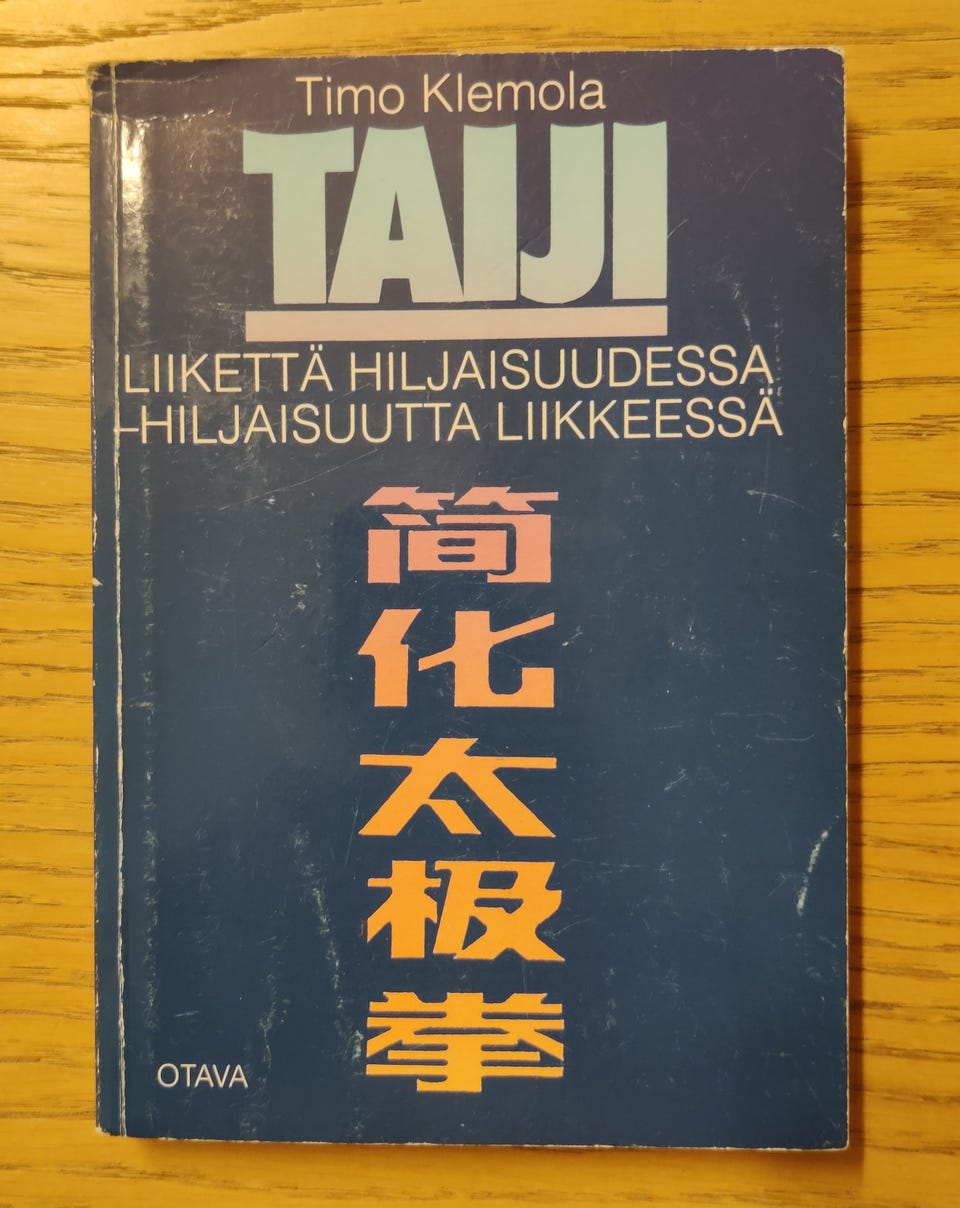 Timo Klemola
TAIJI
LIIKETTÄ HILJAISUUDESSA
–HILJAISUUTTA LIIKKEESSÄ
简化太极拳
OTAVA